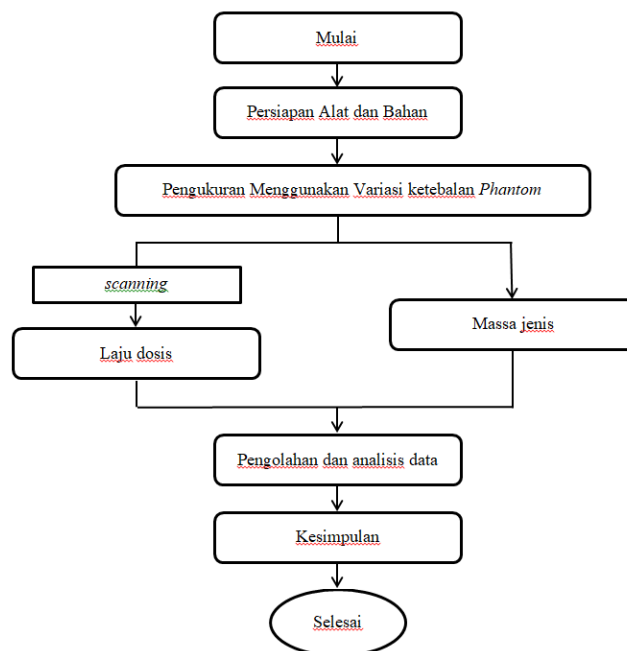 Mulai
Persiapan Alat dan Bahan
Pengukuran Menggunakan Variasi ketebalan Phantom
scanning
Massa jenis
Laju dosis
Pengolahan dan analisis data
Kesimpulan
Selesai